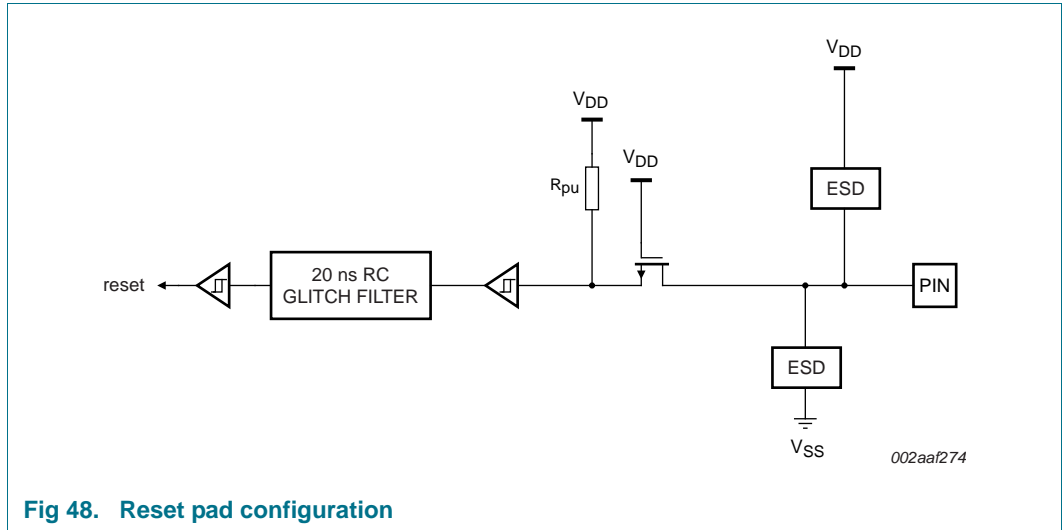 VDD
VDD
VDD
Rpu
ESD
reset
20 ns RC
GLITCH FILTER
PIN
ESD
VSS
002aaf274
Fig 48. Reset pad configuration